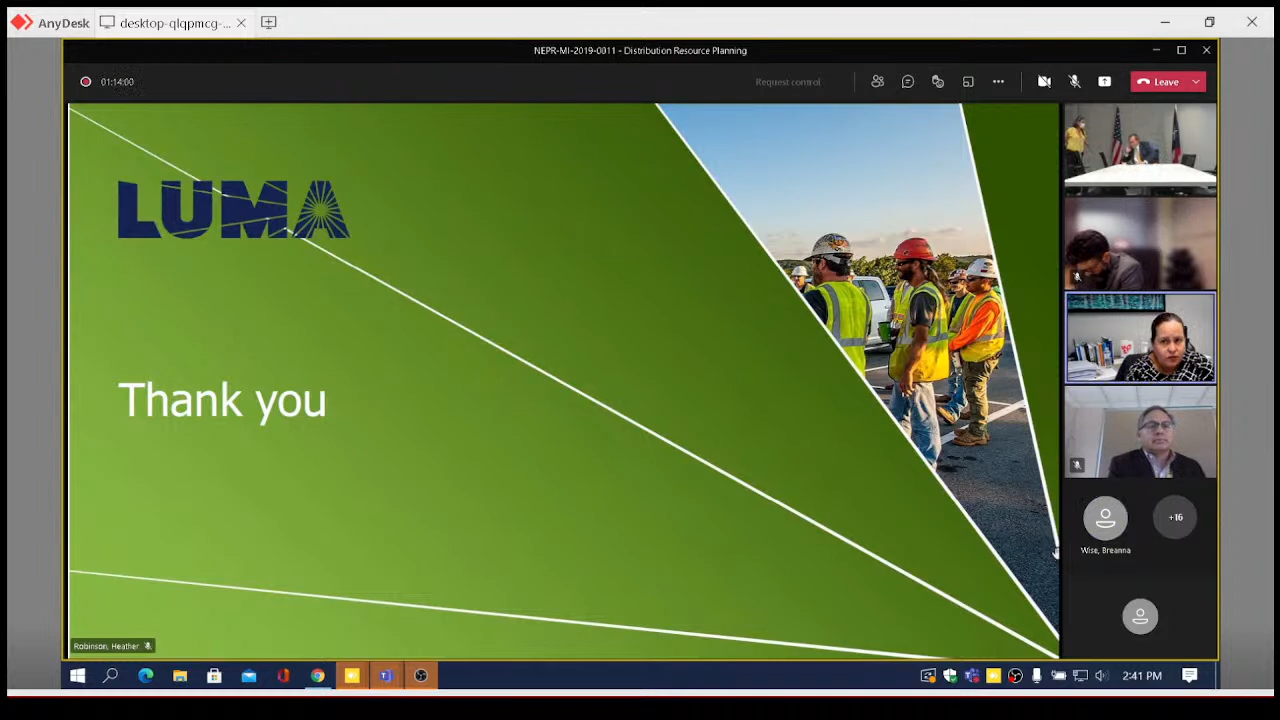 AnyDesk
desktop-qlqpmcg-...
NEPR-MI-2019-0011 - Distribution Resource Planning
01:14:00
Request control
Leave
LUMA
Thank you
Robinson, Heather
Wise, Breanna
+16
2:41 PM